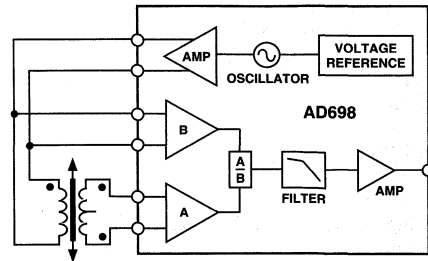 AMP
OSCILLATOR
VOLTAGE
REFERENCE
AD698
B
A
B
A
FILTER
AMP